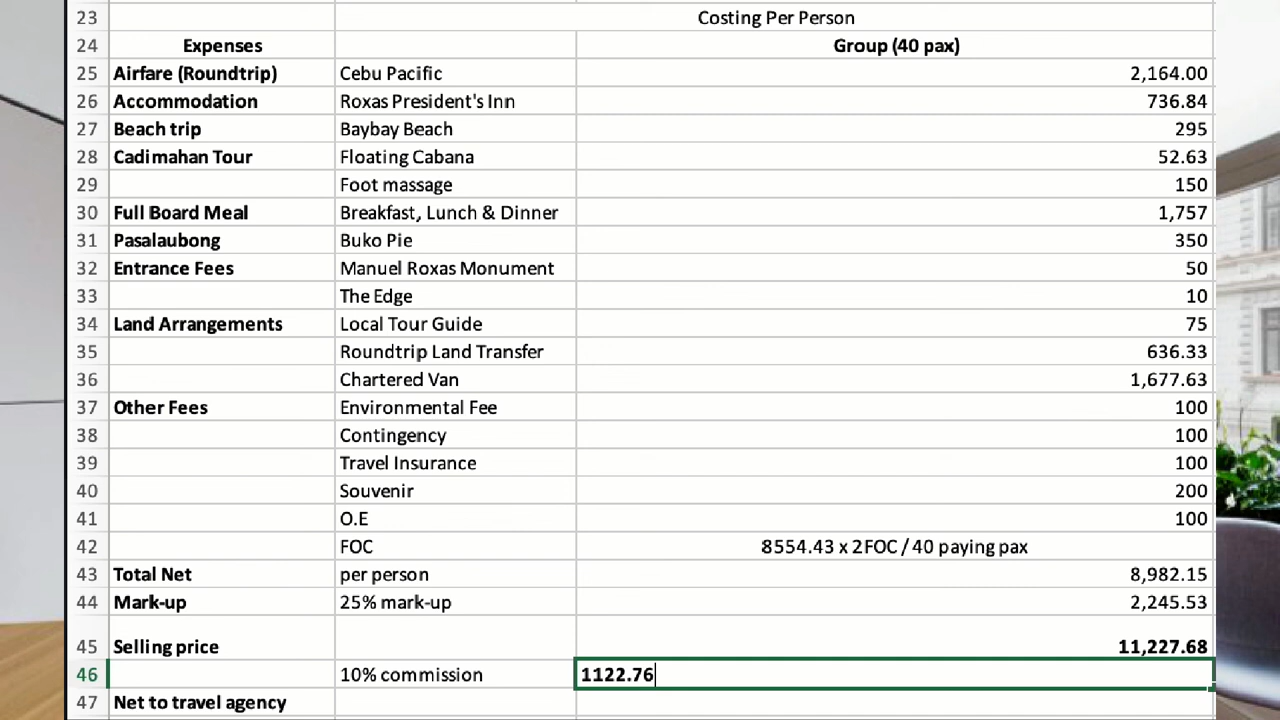 23 Costing Per Person
24 Expenses Group (40 pax)
25 Airfare (Roundtrip) Cebu Pacific 2,164.00
26 Accommodation Roxas President's Inn 736.84
27 Beach trip Baybay Beach 295
28 Cadimahan Tour Floating Cabana 52.63
29 Foot massage 150
30 Full Board Meal Breakfast, Lunch & Dinner 1,757
31 Pasalaubong Buko Pie 350
32 Entrance Fees Manuel Roxas Monument 50
33 The Edge 10
34 Land Arrangements Local Tour Guide 75
35 Roundtrip Land Transfer 636.33
36 Chartered Van 1,677.63
37 Other Fees Environmental Fee 100
38 Contingency 100
39 Travel Insurance 100
40 Souvenir 200
41 O.E 100
42 FOC 8554.43 x 2FOC / 40 paying pax
43 Total Net per person 8,982.15
44 Mark-up 25% mark-up 2,245.53
45 Selling price 11,227.68
46 10% commission 1122.76
47 Net to travel agency